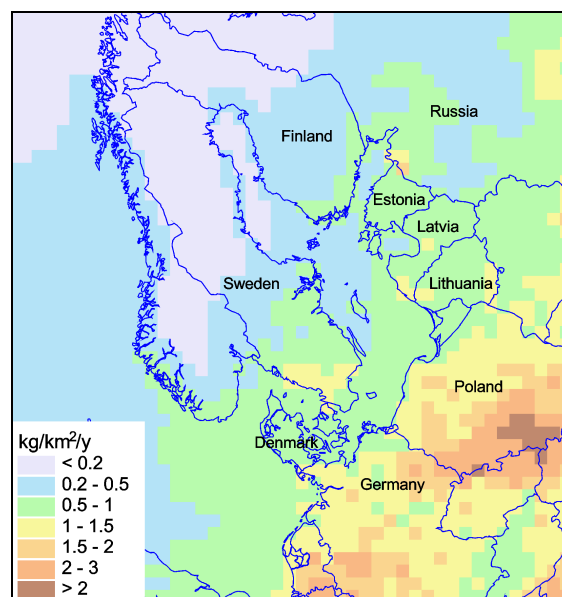 Russia
Finland
Estonia
Latvia
Sweden
Lithuania
Poland
Denmark
Germany
kg/km²/y
< 0.2
0.2 - 0.5
0.5 - 1
1 - 1.5
1.5 - 2
2 - 3
> 2